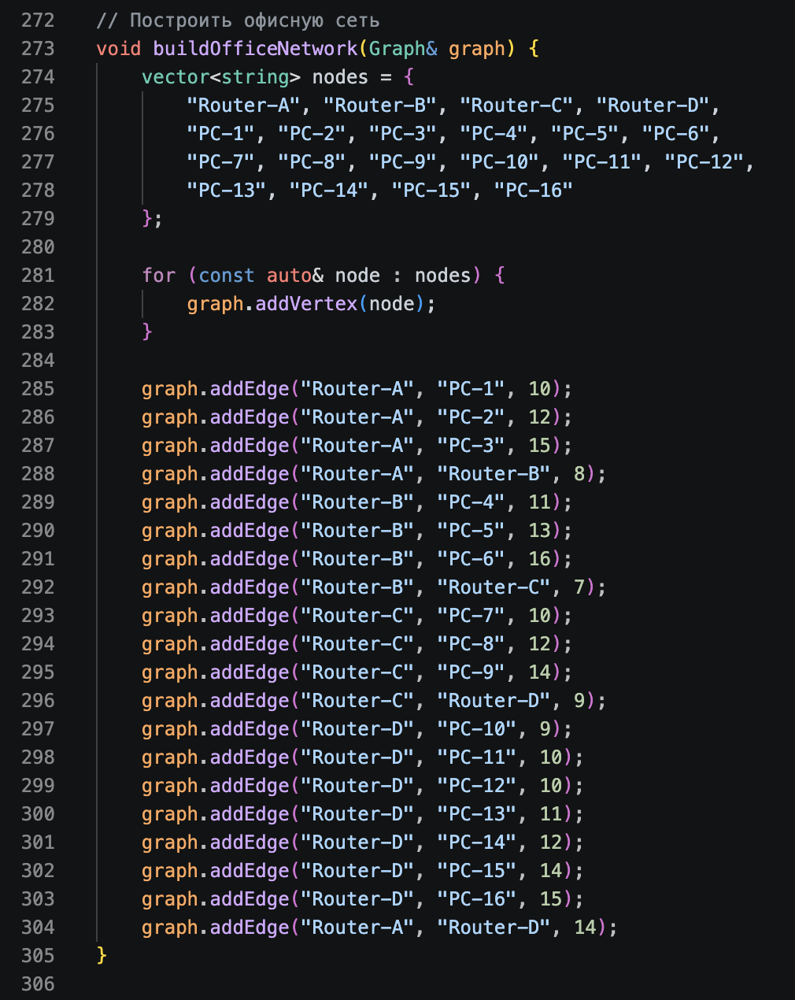 272 // Построить офисную сеть
273 void buildOfficeNetwork(Graph& graph) {
274     vector<string> nodes = {
275         "Router-A", "Router-B", "Router-C", "Router-D",
276         "PC-1", "PC-2", "PC-3", "PC-4", "PC-5", "PC-6",
277         "PC-7", "PC-8", "PC-9", "PC-10", "PC-11", "PC-12",
278         "PC-13", "PC-14", "PC-15", "PC-16"
279     };
280
281     for (const auto& node : nodes) {
282         graph.addVertex(node);
283     }
284
285     graph.addEdge("Router-A", "PC-1", 10);
286     graph.addEdge("Router-A", "PC-2", 12);
287     graph.addEdge("Router-A", "PC-3", 15);
288     graph.addEdge("Router-A", "Router-B", 8);
289     graph.addEdge("Router-B", "PC-4", 11);
290     graph.addEdge("Router-B", "PC-5", 13);
291     graph.addEdge("Router-B", "PC-6", 16);
292     graph.addEdge("Router-B", "Router-C", 7);
293     graph.addEdge("Router-C", "PC-7", 10);
294     graph.addEdge("Router-C", "PC-8", 12);
295     graph.addEdge("Router-C", "PC-9", 14);
296     graph.addEdge("Router-C", "Router-D", 9);
297     graph.addEdge("Router-D", "PC-10", 9);
298     graph.addEdge("Router-D", "PC-11", 10);
299     graph.addEdge("Router-D", "PC-12", 10);
300     graph.addEdge("Router-D", "PC-13", 11);
301     graph.addEdge("Router-D", "PC-14", 12);
302     graph.addEdge("Router-D", "PC-15", 14);
303     graph.addEdge("Router-D", "PC-16", 15);
304     graph.addEdge("Router-A", "Router-D", 14);
305 }
306